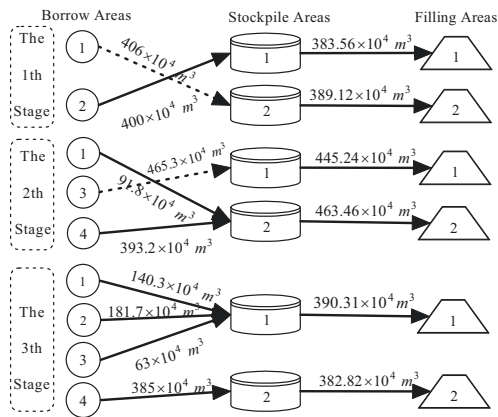 Borrow Areas Stockpile Areas Filling Areas
The
1th
Stage
1
2
406×10⁴ m³
400×10⁴ m³
1
2
383.56×10⁴ m³
389.12×10⁴ m³
1
2
The
2th
Stage
1
3
4
465.3×10⁴ m³
91.8×10⁴ m³
393.2×10⁴ m³
1
2
445.24×10⁴ m³
463.46×10⁴ m³
1
2
The
3th
Stage
1
2
3
4
140.3×10⁴ m³
181.7×10⁴ m³
63×10⁴ m³
385×10⁴ m³
1
2
390.31×10⁴ m³
382.82×10⁴ m³
1
2